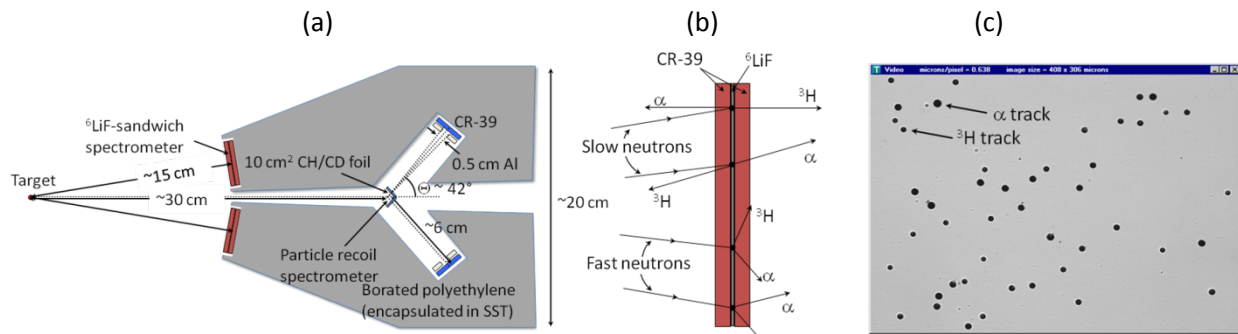 (a)
(b)
(c)
⁶LiF-sandwich
spectrometer
10 cm² CH/CD foil
CR-39
0.5 cm Al
Target
~15 cm
~30 cm
Θ ~ 42°
~20 cm
~6 cm
Particle recoil
spectrometer
Borated polyethylene
(encapsulated in SST)
CR-39
⁶LiF
α
³H
Slow neutrons
α
³H
³H
Fast neutrons
α
α
T Video microns/pixel = 0.638 image size = 408 x 306 microns
α track
³H track